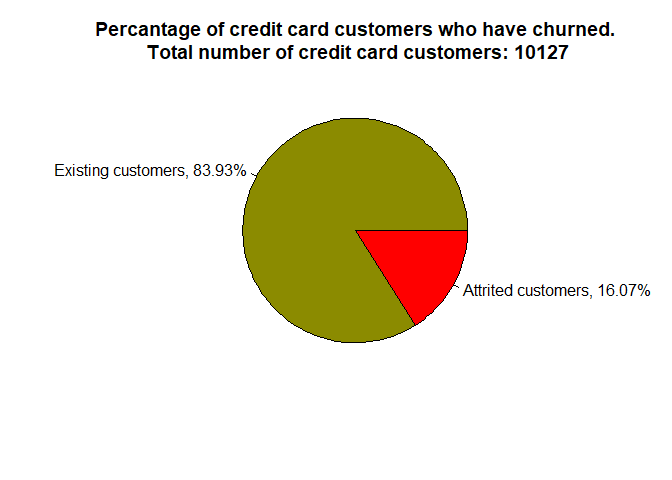 Percantage of credit card customers who have churned.
Total number of credit card customers: 10127
Existing customers, 83.93%
Attrited customers, 16.07%